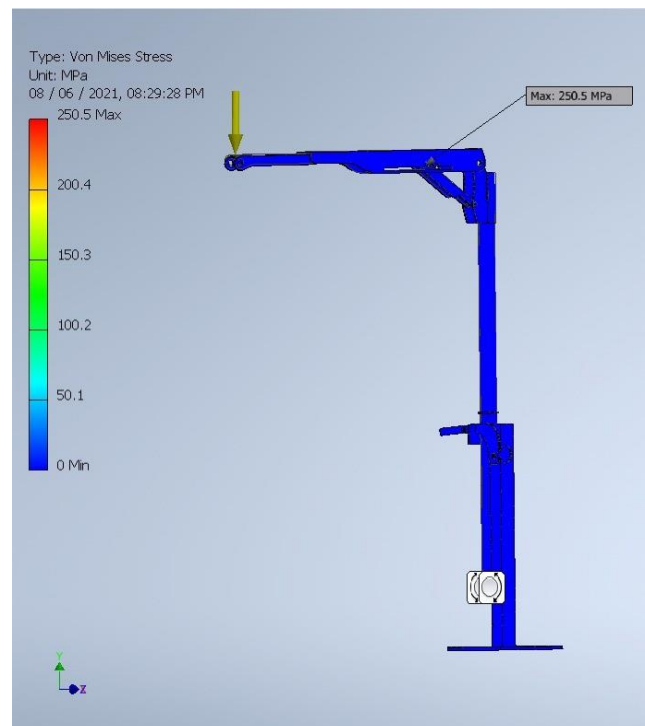 Type: Von Mises Stress
Unit: MPa
08 / 06 / 2021, 08:29:28 PM
250.5 Max
Max: 250.5 MPa
200.4
150.3
100.2
50.1
0 Min
Y
Z